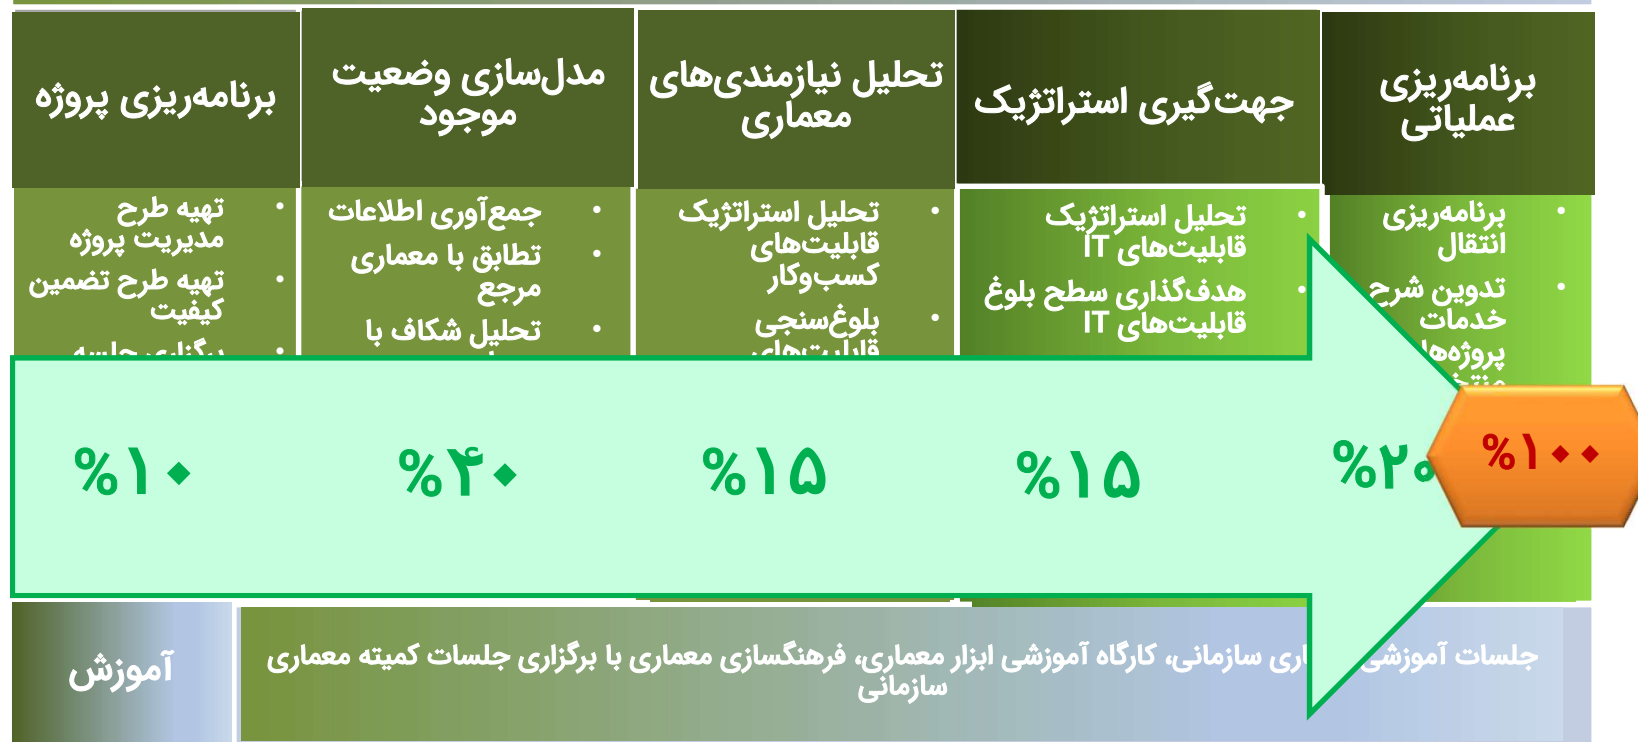 برنامه‌ریزی پروژه
مدل‌سازی وضعیت
موجود
تحلیل نیازمندی‌های
معماری
جهت‌گیری استراتژیک
برنامه‌ریزی
عملیاتی
• تهیه طرح
مدیریت پروژه
• تهیه طرح تضمین
کیفیت
• برگزاری جلسه
• جمع‌آوری اطلاعات
• تطابق با معماری
مرجع
• تحلیل شکاف با
• تحلیل استراتژیک
قابلیت‌های
کسب‌وکار
• بلوغ‌سنجی
قابلیت‌های
• تحلیل استراتژیک
قابلیت‌های IT
• هدف‌گذاری سطح بلوغ
قابلیت‌های IT
• برنامه‌ریزی
انتقال
• تدوین شرح
خدمات
پروژه‌ها
%۱۰
%۴۰
%۱۵
%۱۵
%۲۰
%۱۰۰
آموزش
جلسات آموزشی سازمانی، کارگاه آموزشی ابزار معماری، فرهنگسازی معماری با برگزاری جلسات کمیته معماری
سازمانی